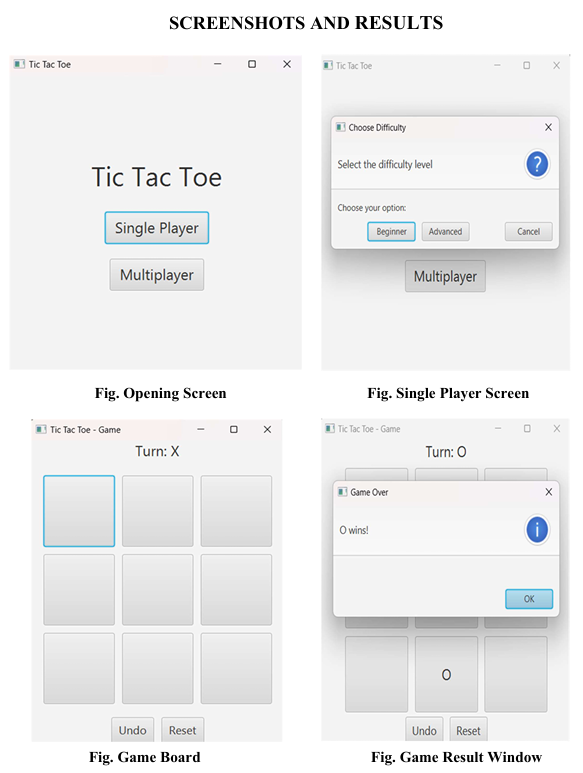 SCREENSHOTS AND RESULTS
Tic Tac Toe
Tic Tac Toe
Single Player
Multiplayer
Fig. Opening Screen
Tic Tac Toe
Choose Difficulty
Select the difficulty level
?
Choose your option:
Beginner Advanced Cancel
Multiplayer
Fig. Single Player Screen
Tic Tac Toe - Game
Turn: X
Undo Reset
Fig. Game Board
Tic Tac Toe - Game
Turn: O
Game Over
O wins!
i
OK
O
Undo Reset
Fig. Game Result Window